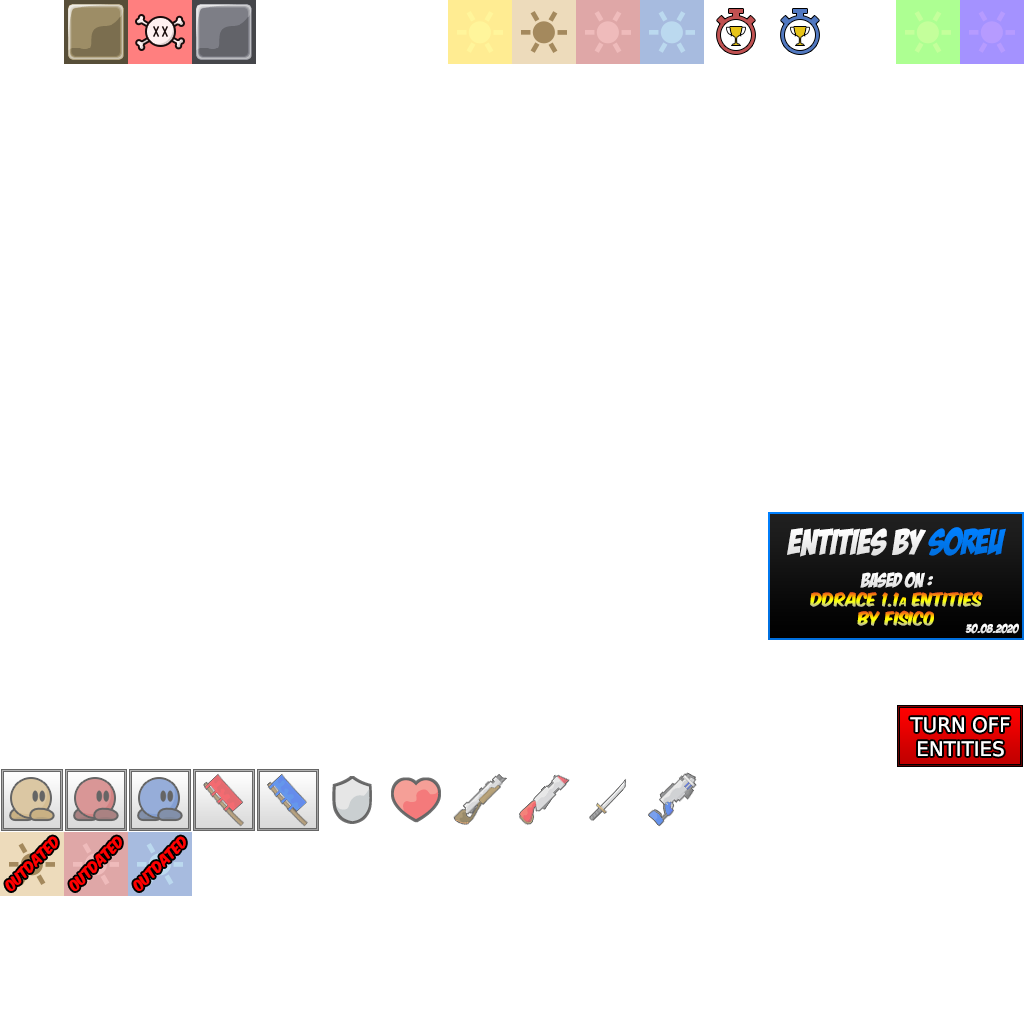 ENTITIES BY SOREU
BASED ON :
DDRACE 1.1A ENTITIES
BY FISICO
30.08.2020
TURN OFF
ENTITIES
OUTDATED
OUTDATED
OUTDATED